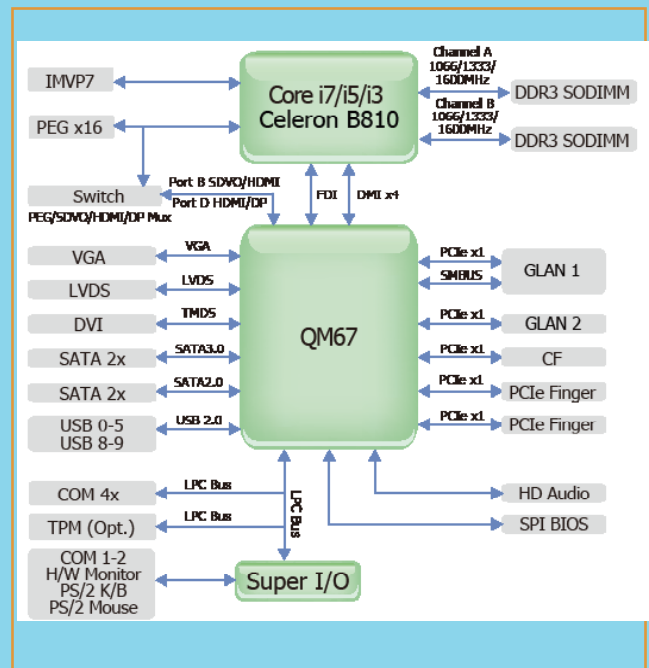 Channel A
1066/1333/
1600MHz
IMVP7
Core i7/i5/i3
Celeron B810
DDR3 SODIMM
Channel B
1066/1333/
1600MHz
PEG x16
DDR3 SODIMM
Port B SDVO/HDMI
FDI
DMI x4
Switch
Port D HDMI/DP
PEG/SDVO/HDMI/DP Mux
VGA
VGA
LVDS
LVDS
DVI
TMDS
SATA 2x
SATA3.0
SATA 2x
SATA2.0
USB 0-5
USB 8-9
USB 2.0
QM67
PCIe x1
SMBUS
GLAN 1
PCIe x1
GLAN 2
PCIe x1
CF
PCIe x1
PCIe Finger
PCIe x1
PCIe Finger
COM 4x
LPC Bus
TPM (Opt.)
LPC Bus
LPC Bus
HD Audio
SPI BIOS
COM 1-2
H/W Monitor
PS/2 K/B
PS/2 Mouse
Super I/O